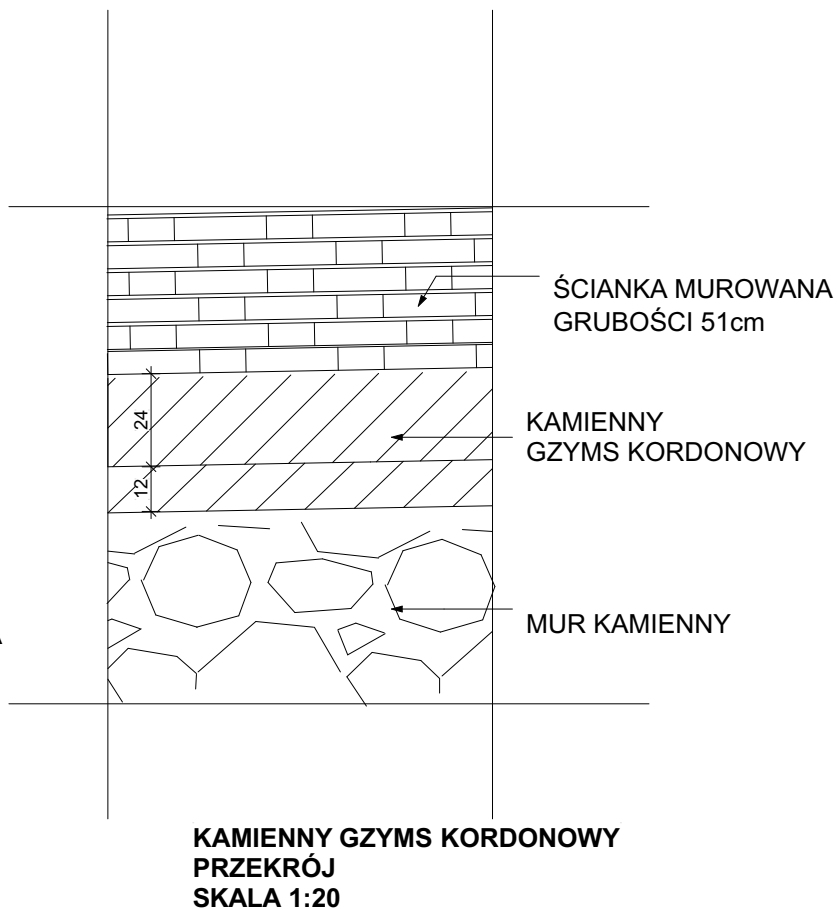 ŚCIANKA MUROWANA
GRUBOŚCI 51cm
24
KAMIENNY
GZYMS KORDONOWY
12
MUR KAMIENNY
KAMIENNY GZYMS KORDONOWY
PRZEKRÓJ
SKALA 1:20